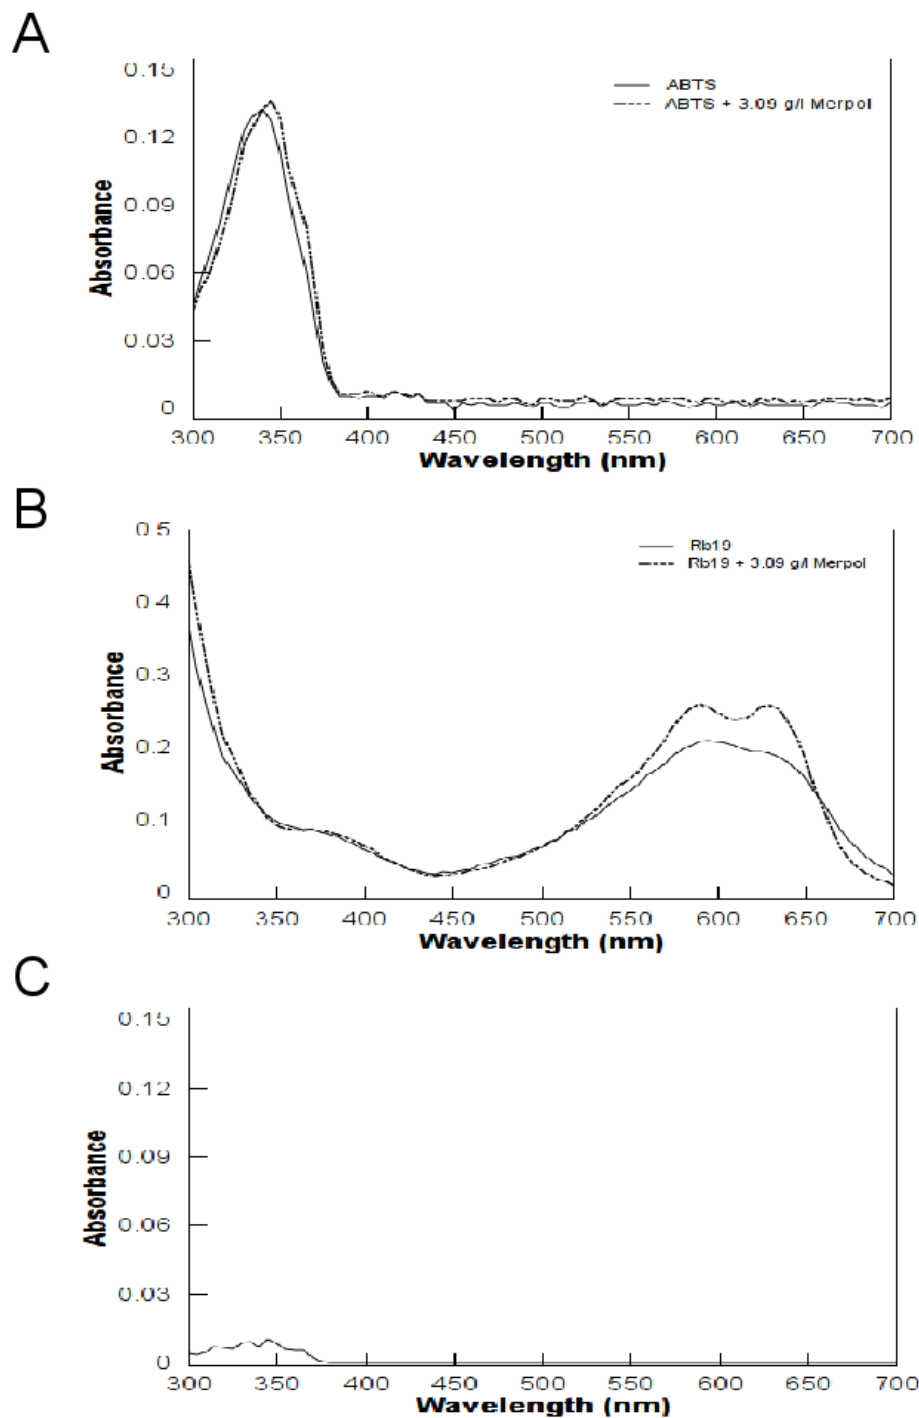 A
0.15
ABTS
ABTS + 3.09 g/l Merpol
0.12
0.09
0.06
0.03
0
Absorbance
300 350 400 450 500 550 600 650 700
Wavelength (nm)
B
0.5
Rb19
Rb19 + 3.09 g/l Merpol
0.4
0.3
0.2
0.1
0
Absorbance
300 350 400 450 500 550 600 650 700
Wavelength (nm)
C
0.15
0.12
0.09
0.06
0.03
0
Absorbance
300 350 400 450 500 550 600 650 700
Wavelength (nm)